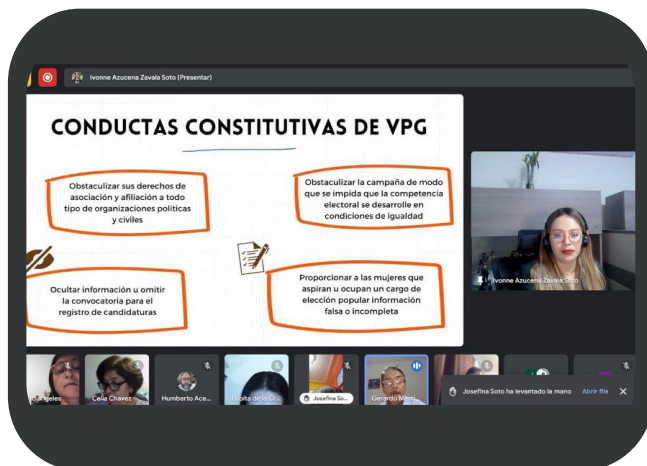 Ivonne Azucena Zavala Soto (Presentar)
CONDUCTAS CONSTITUTIVAS DE VPG
Obstaculizar sus derechos de
asociación y afiliación a todo
tipo de organizaciones políticas
y civiles
Obstaculizar la campaña de modo
que se impida que la competencia
electoral se desarrolle en
condiciones de igualdad
Ocultar información u omitir
la convocatoria para el
registro de candidaturas
Proporcionar a las mujeres que
aspiran u ocupan un cargo de
elección popular información
falsa o incompleta
Ivonne Azucena Zavala Soto
Celia Chavez
Humberto Ace...
Josefina So...
Gerardo
Josefina Soto ha levantado la mano
Abrir fila